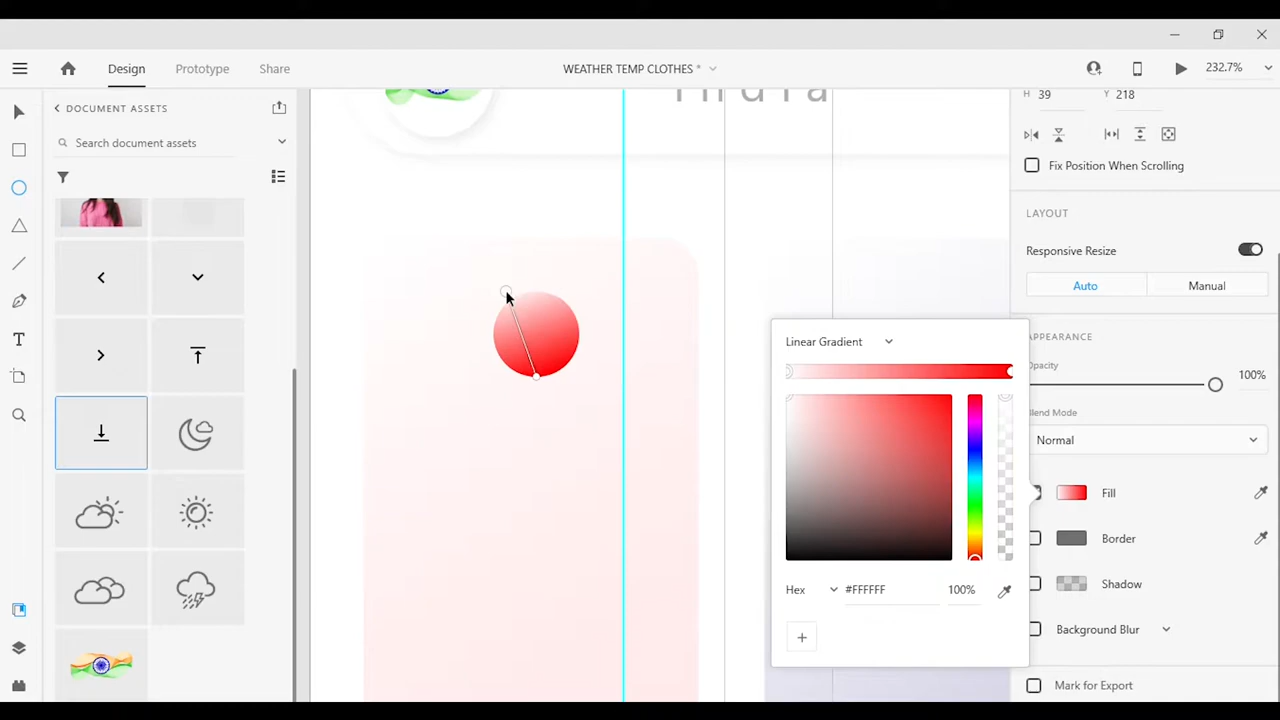 Design
Prototype
Share
WEATHER TEMP CLOTHES *
232.7%
DOCUMENT ASSETS
Search document assets
H 39
Y 218
Fix Position When Scrolling
LAYOUT
Responsive Resize
Auto
Manual
APPEARANCE
Opacity
100%
Blend Mode
Normal
Linear Gradient
Fill
Border
Shadow
Hex
#FFFFFF
100%
Background Blur
Mark for Export